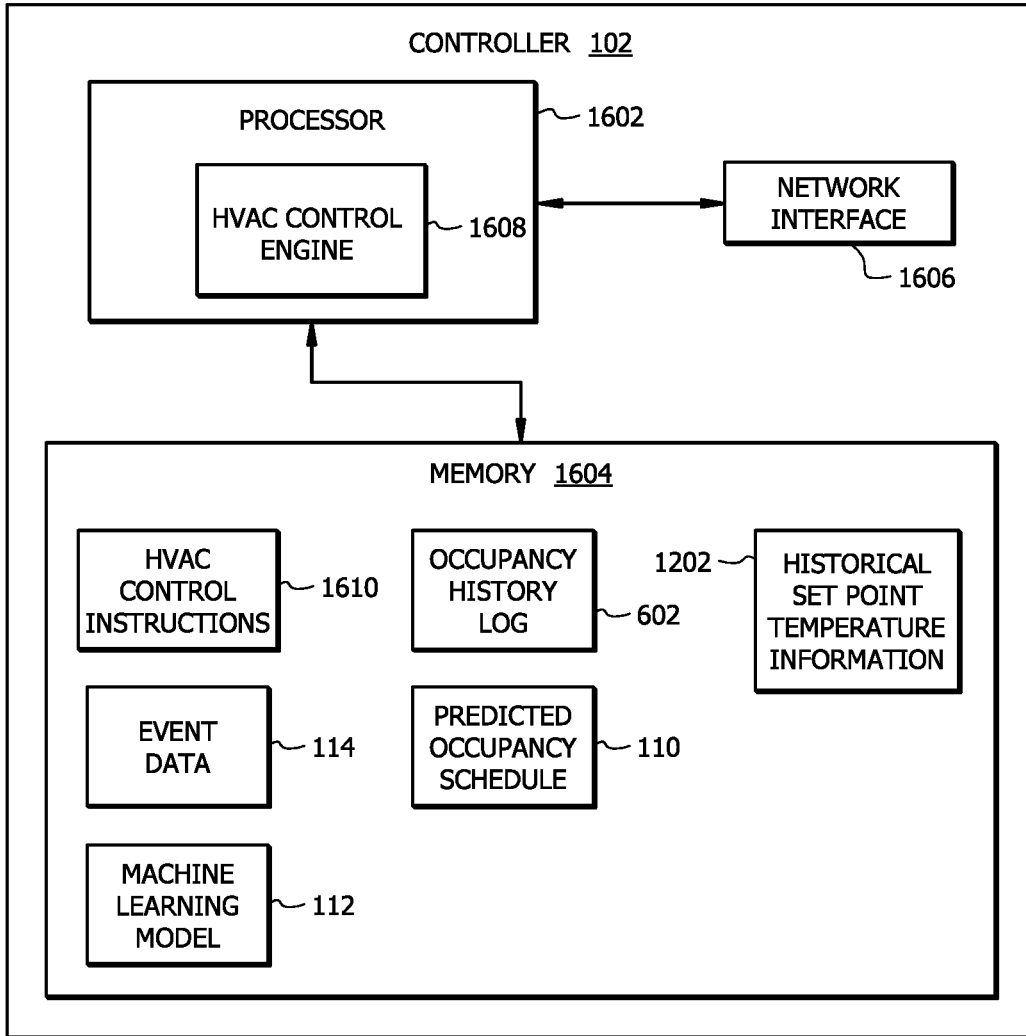 CONTROLLER 102
PROCESSOR
1602
HVAC CONTROL
ENGINE
1608
NETWORK
INTERFACE
1606
MEMORY 1604
HVAC
CONTROL
INSTRUCTIONS
1610
OCCUPANCY
HISTORY
LOG
602
1202
HISTORICAL
SET POINT
TEMPERATURE
INFORMATION
EVENT
DATA
114
PREDICTED
OCCUPANCY
SCHEDULE
110
MACHINE
LEARNING
MODEL
112